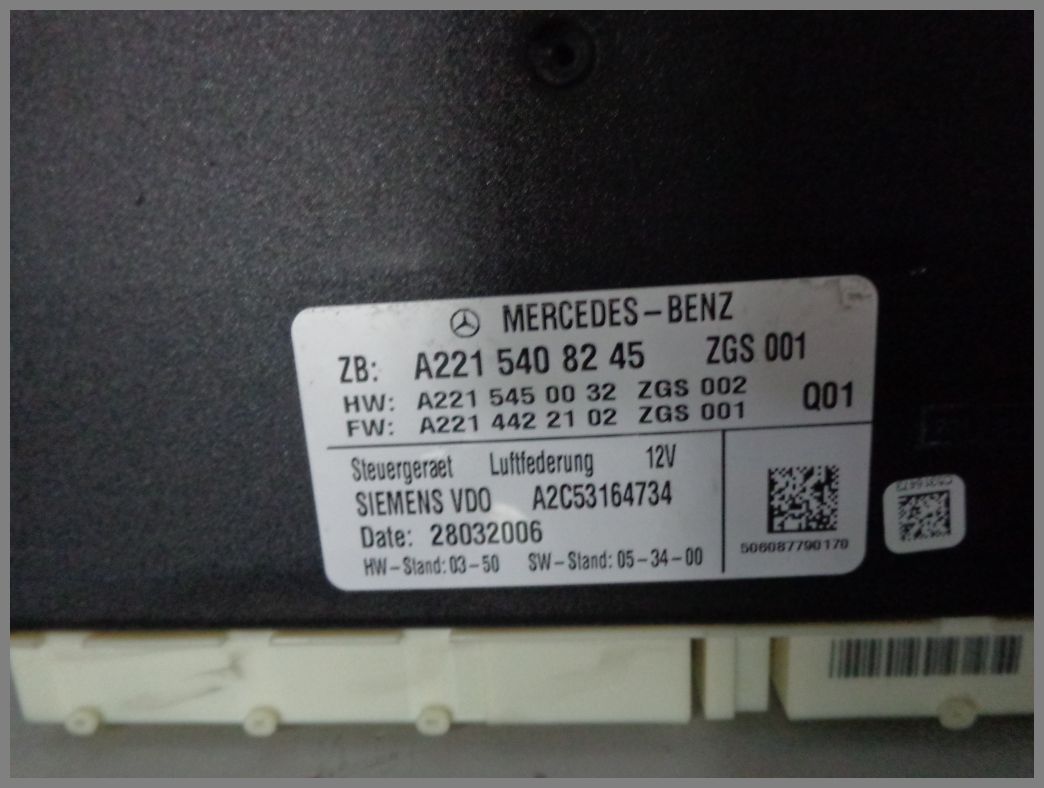 MERCEDES-BENZ
ZB: A221 540 82 45 ZGS 001
HW: A221 545 00 32 ZGS 002
FW: A221 442 21 02 ZGS 001
Q01
Steuergeraet Luftfederung 12V
SIEMENS VDO A2C53164734
Date: 28032006
HW-Stand: 03-50 SW-Stand: 05-34-00
506087790170